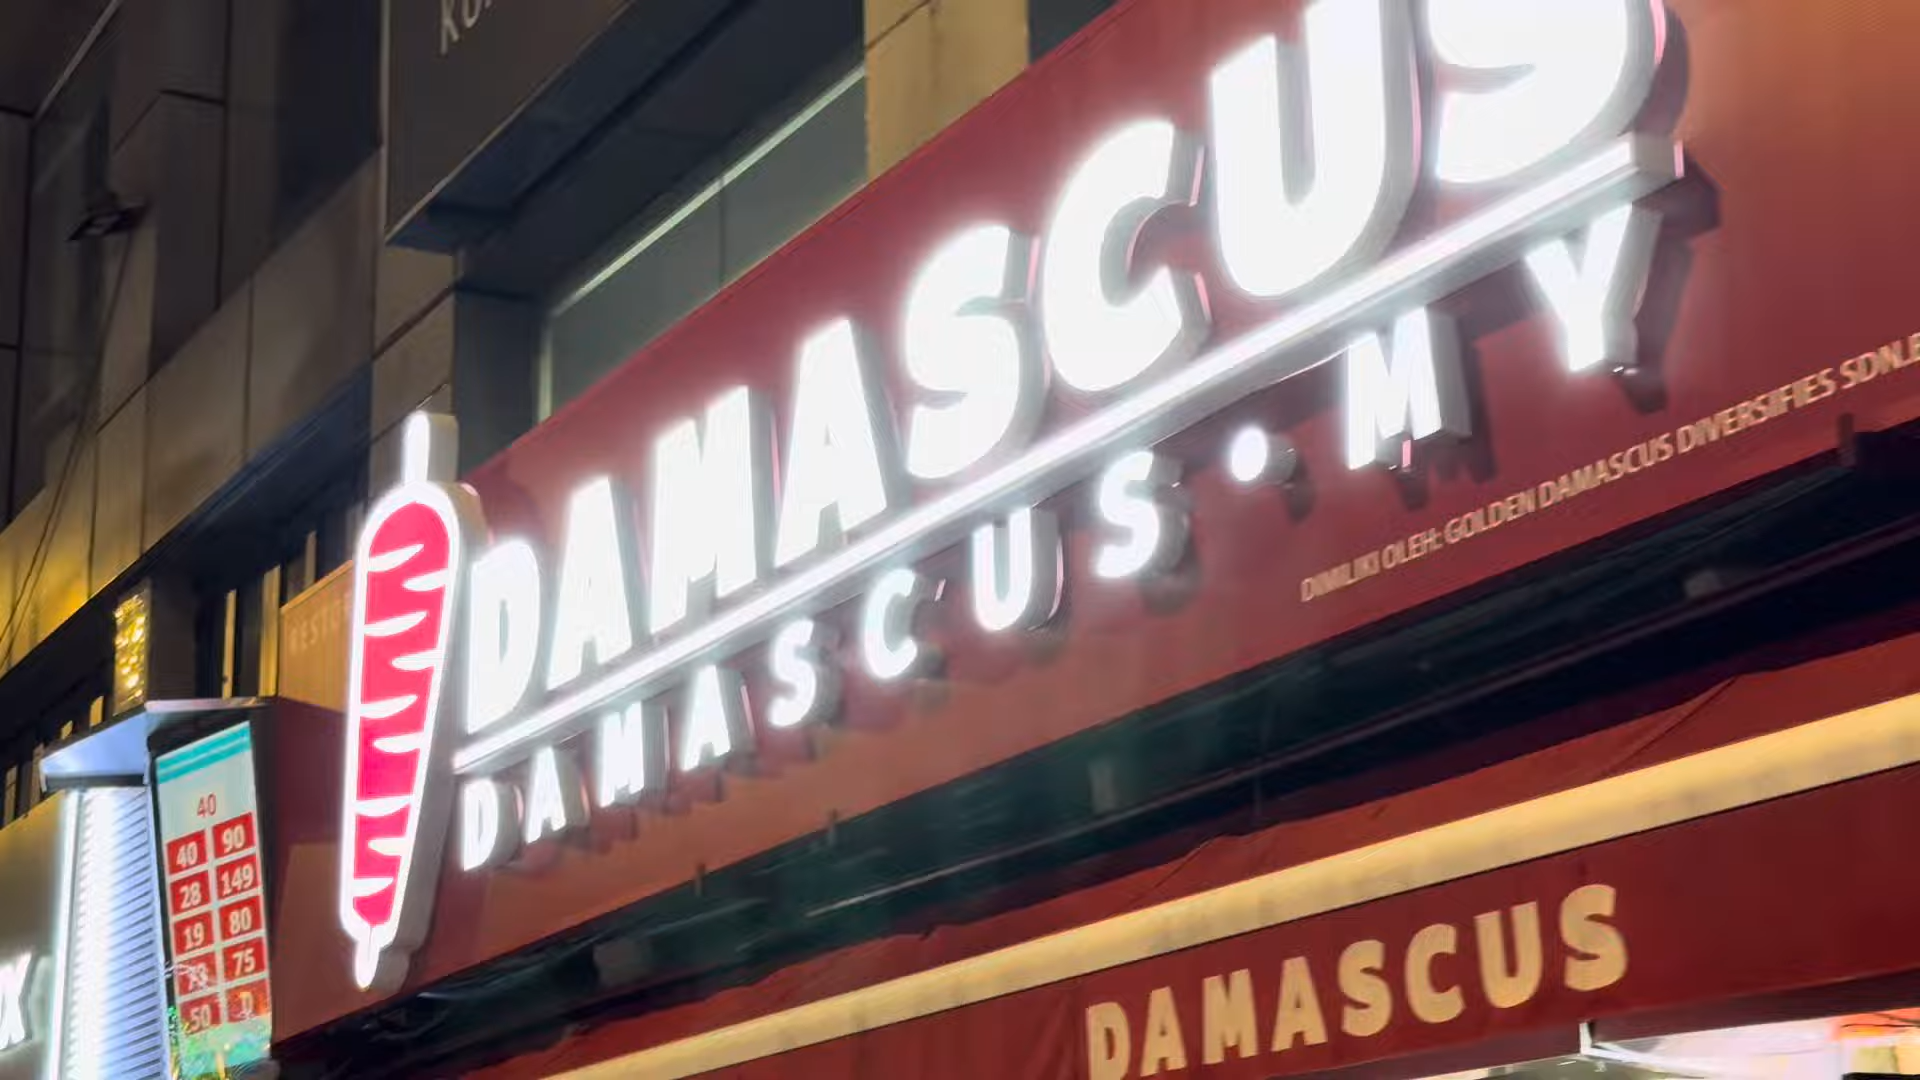 DAMASCUS
DAMASCUS·MY
DIMILIKI OLEH: GOLDEN DAMASCUS DIVERSIFIES SDN.
DAMASCUS
40
40 90
28 149
19 80
75
50